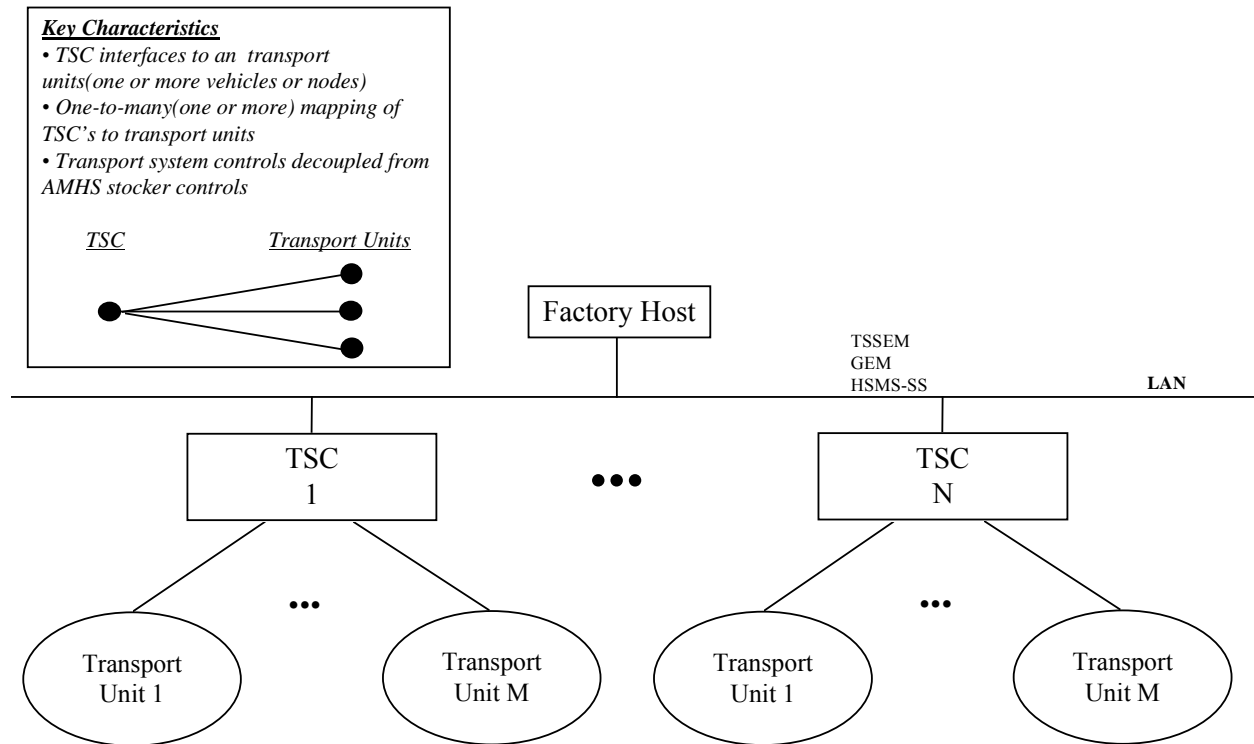 Key Characteristics
• TSC interfaces to an transport
units(one or more vehicles or nodes)
• One-to-many(one or more) mapping of
TSC's to transport units
• Transport system controls decoupled from
AMHS stocker controls
TSC Transport Units
Factory Host
TSSEM
GEM
HSMS-SS
LAN
TSC
1
•••
TSC
N
•••
•••
Transport
Unit 1
Transport
Unit M
Transport
Unit 1
Transport
Unit M